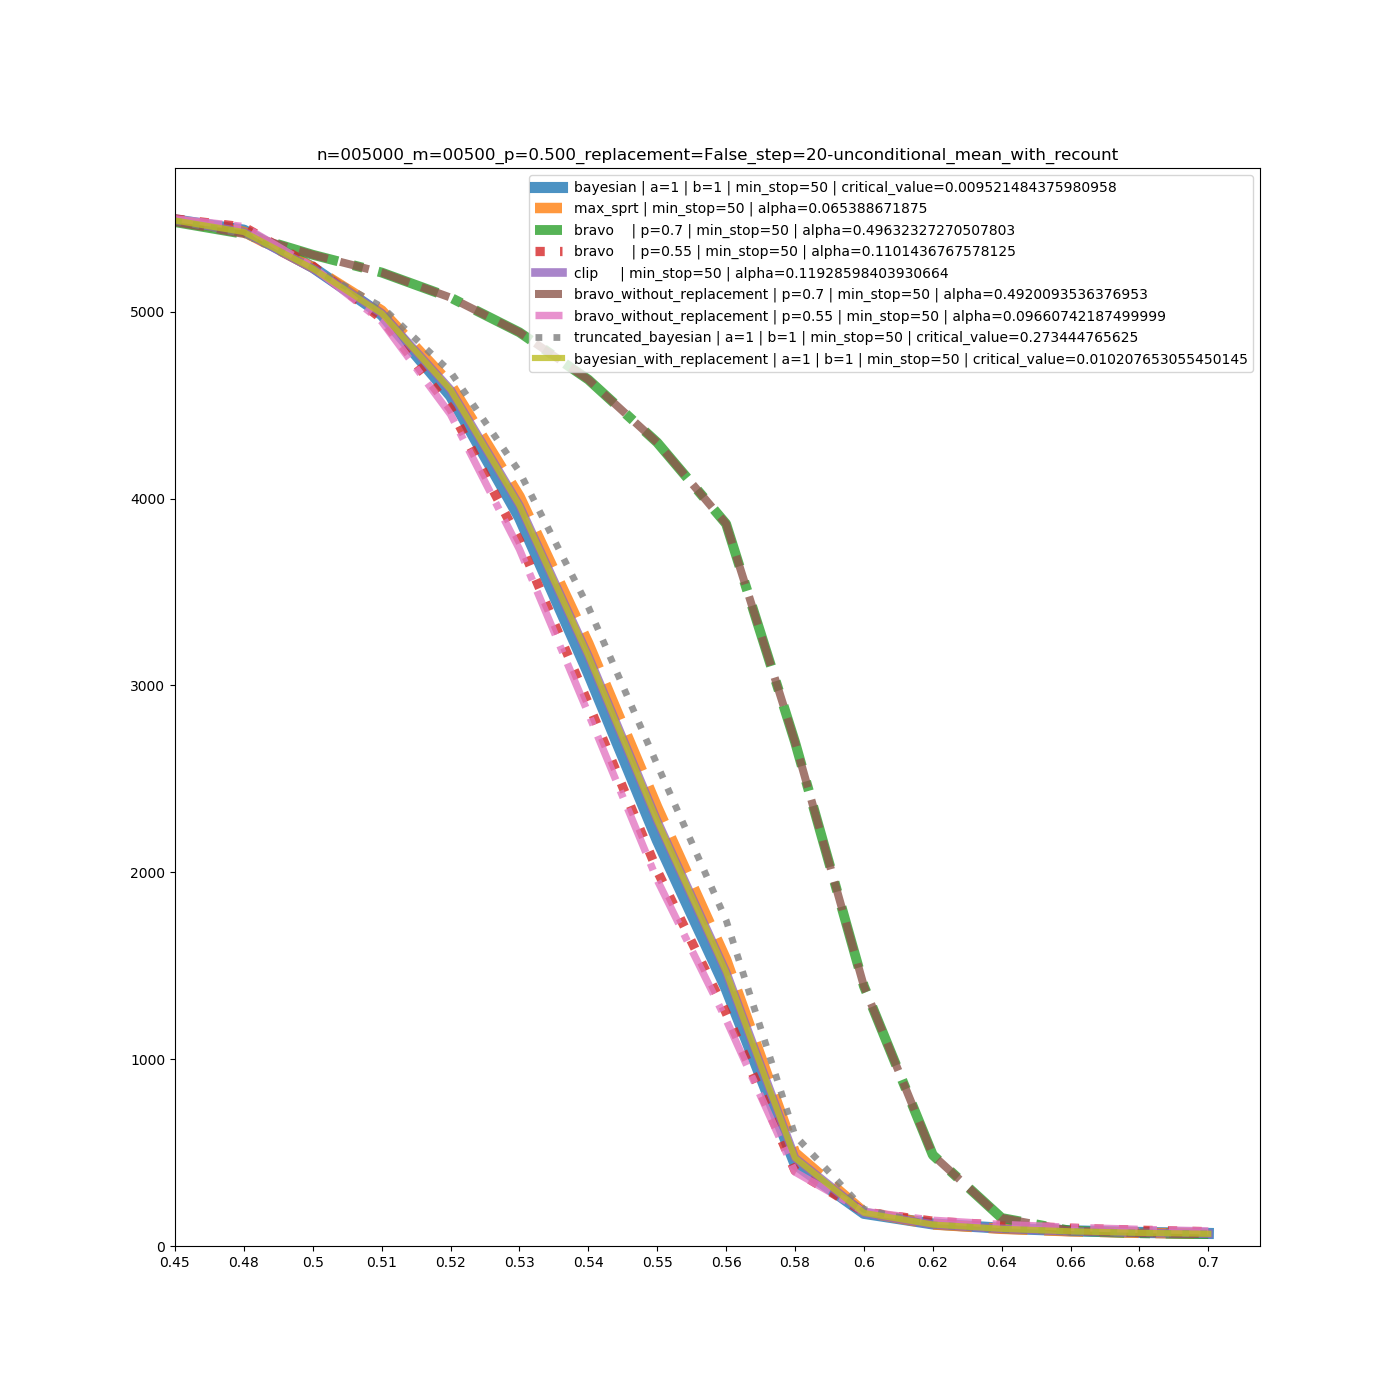 n=005000_m=00500_p=0.500_replacement=False_step=20-unconditional_mean_with_recount
bayesian | a=1 | b=1 | min_stop=50 | critical_value=0.009521484375980958
max_sprt | min_stop=50 | alpha=0.065388671875
bravo | p=0.7 | min_stop=50 | alpha=0.49632327270507803
bravo | p=0.55 | min_stop=50 | alpha=0.1101436767578125
clip | min_stop=50 | alpha=0.11928598403930664
bravo_without_replacement | p=0.7 | min_stop=50 | alpha=0.4920093536376953
bravo_without_replacement | p=0.55 | min_stop=50 | alpha=0.09660742187499999
truncated_bayesian | a=1 | b=1 | min_stop=50 | critical_value=0.273444765625
bayesian_with_replacement | a=1 | b=1 | min_stop=50 | critical_value=0.010207653055450145
5000
4000
3000
2000
1000
0
0.45 0.48 0.5 0.51 0.52 0.53 0.54 0.55 0.56 0.58 0.6 0.62 0.64 0.66 0.68 0.7